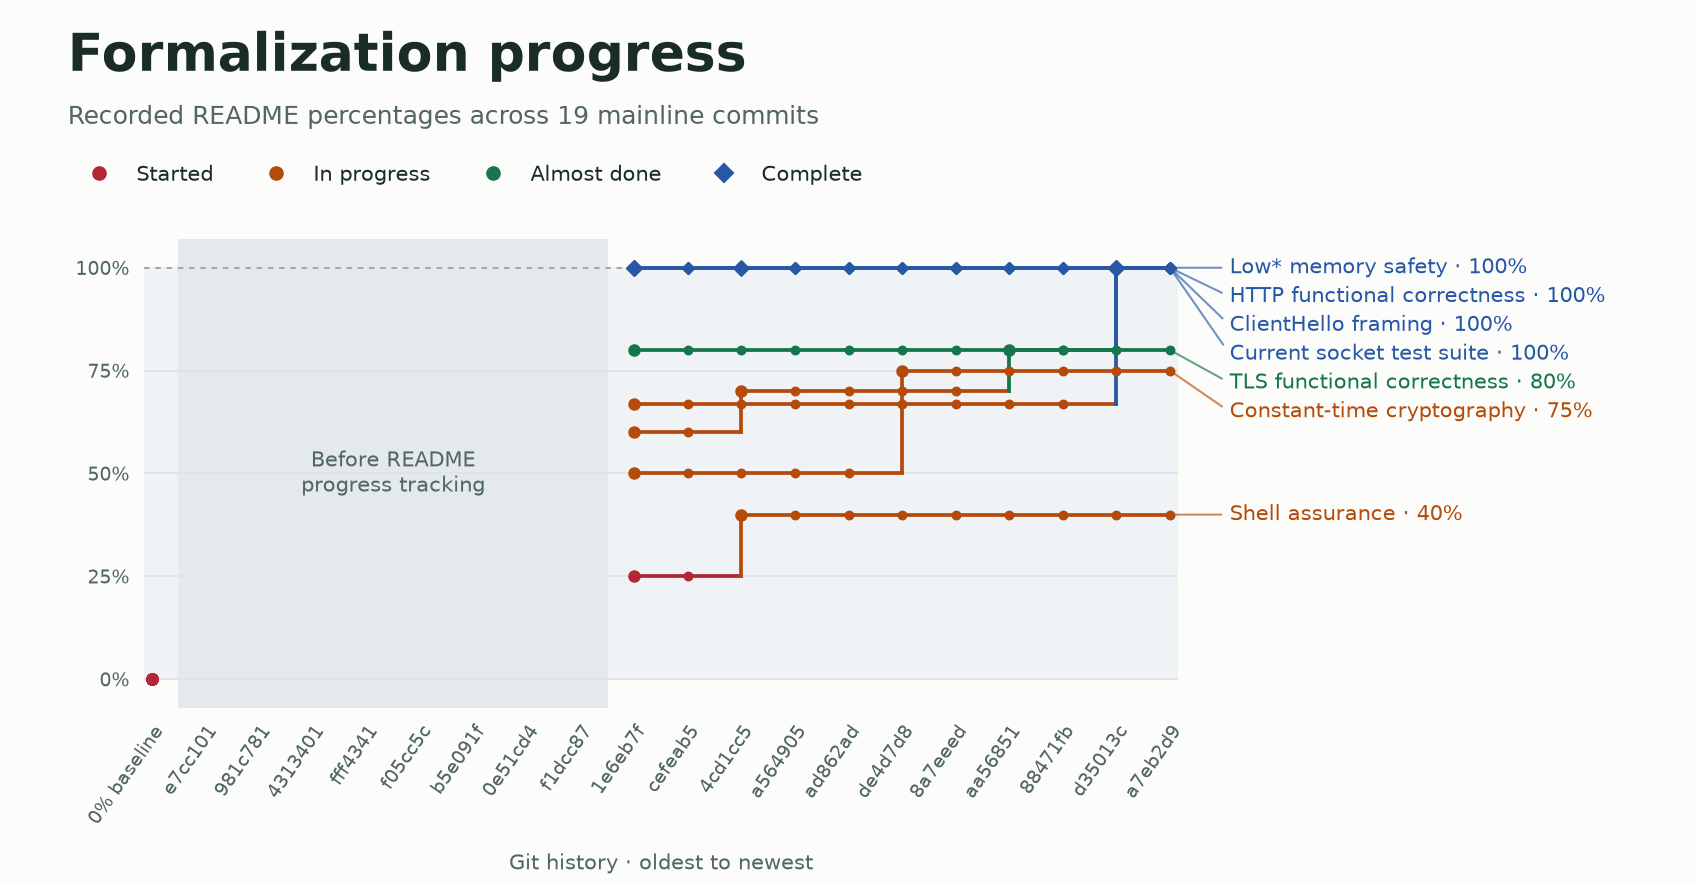 Formalization progress
Recorded README percentages across 19 mainline commits
Started
In progress
Almost done
Complete
100%
75%
50%
25%
0%
Before README
progress tracking
Low* memory safety · 100%
HTTP functional correctness · 100%
ClientHello framing · 100%
Current socket test suite · 100%
TLS functional correctness · 80%
Constant-time cryptography · 75%
Shell assurance · 40%
0% baseline
e7cc101
981c781
4313401
fff4341
f05cc5c
b5e091f
0e51cd4
f1dcc87
1e6eb7f
cefeab5
4cd1cc5
a564905
ad862ad
de4d7d8
8a7eeed
aa56851
88471fb
d35013c
a7eb2d9
Git history · oldest to newest